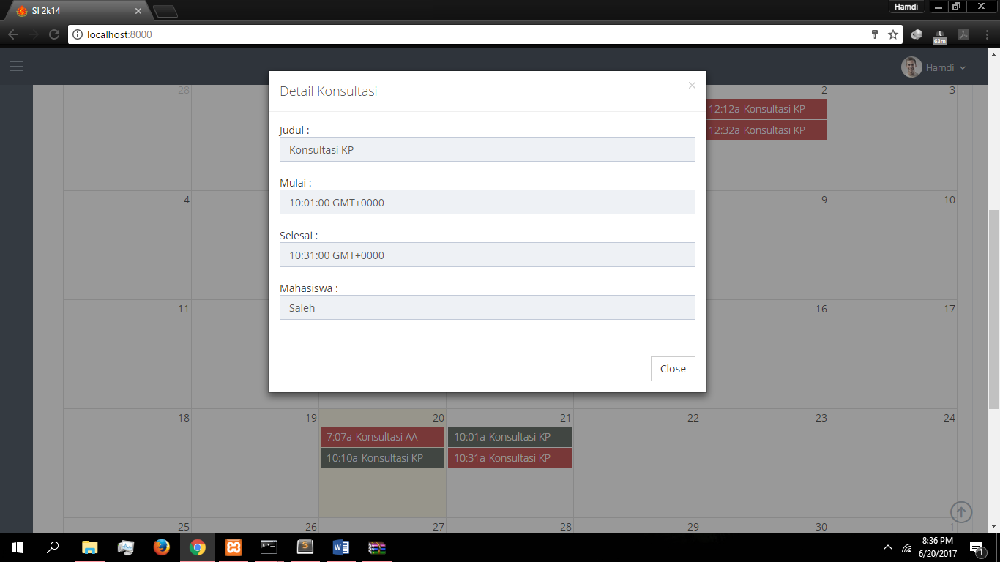 SI 2k14
Hamdi
localhost:8000
63m
Hamdi
Detail Konsultasi
×
Judul :
Konsultasi KP
Mulai :
10:01:00 GMT+0000
Selesai :
10:31:00 GMT+0000
Mahasiswa :
Saleh
Close
28
2
3
12:12a Konsultasi KP
12:32a Konsultasi KP
4
9
10
11
16
17
18
19
20
21
22
23
24
7:07a Konsultasi AA
10:10a Konsultasi KP
10:01a Konsultasi KP
10:31a Konsultasi KP
25
26
27
28
29
30
1
8:36 PM
6/20/2017
1